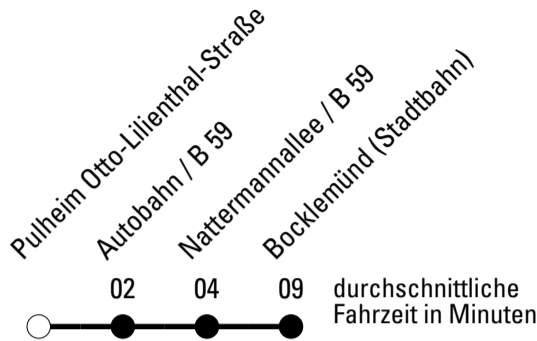 Pulheim Otto-Lilienthal-Straße
Autobahn / B 59
Nattermannallee / B 59
Bocklemünd (Stadtbahn)
02 04 09
durchschnittliche
Fahrzeit in Minuten